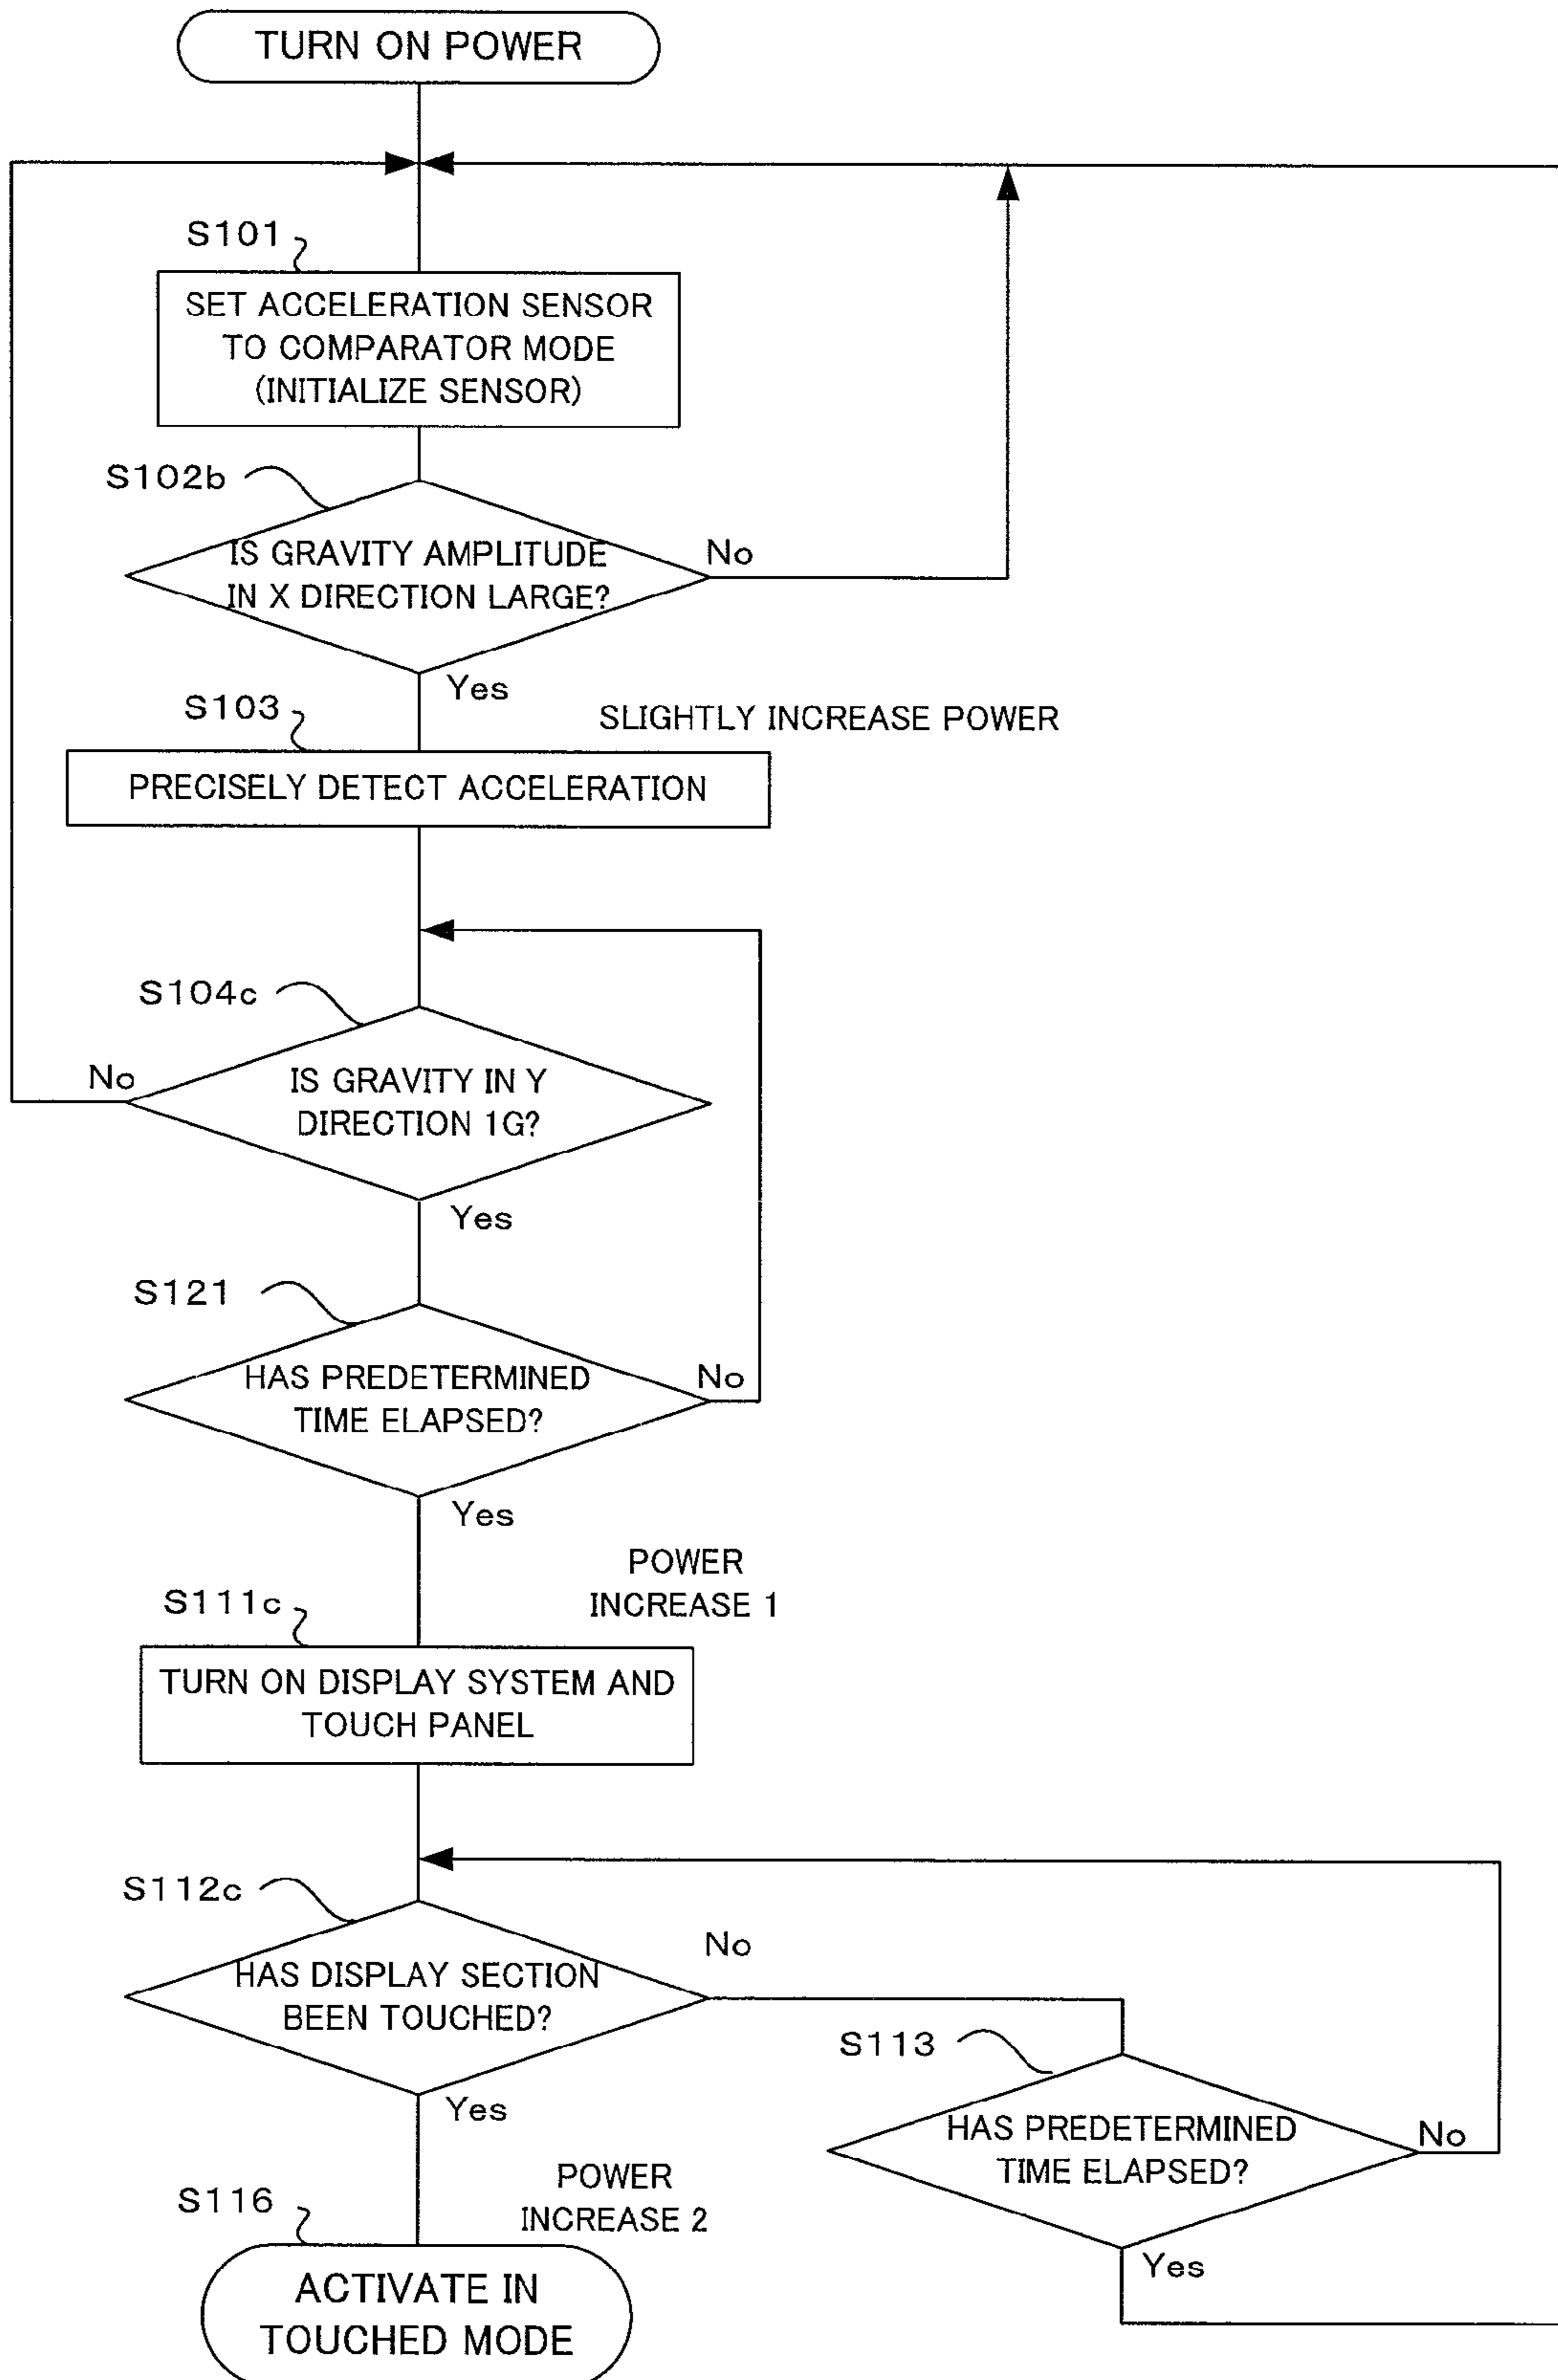 TURN ON POWER
S101
SET ACCELERATION SENSOR
TO COMPARATOR MODE
(INITIALIZE SENSOR)
S102b
IS GRAVITY AMPLITUDE
IN X DIRECTION LARGE?
No
Yes
S103
SLIGHTLY INCREASE POWER
PRECISELY DETECT ACCELERATION
S104c
No
IS GRAVITY IN Y
DIRECTION 1G?
Yes
S121
HAS PREDETERMINED
TIME ELAPSED?
No
Yes
POWER
INCREASE 1
S111c
TURN ON DISPLAY SYSTEM AND
TOUCH PANEL
S112c
HAS DISPLAY SECTION
BEEN TOUCHED?
No
Yes
S113
HAS PREDETERMINED
TIME ELAPSED?
No
Yes
POWER
INCREASE 2
S116
ACTIVATE IN
TOUCHED MODE